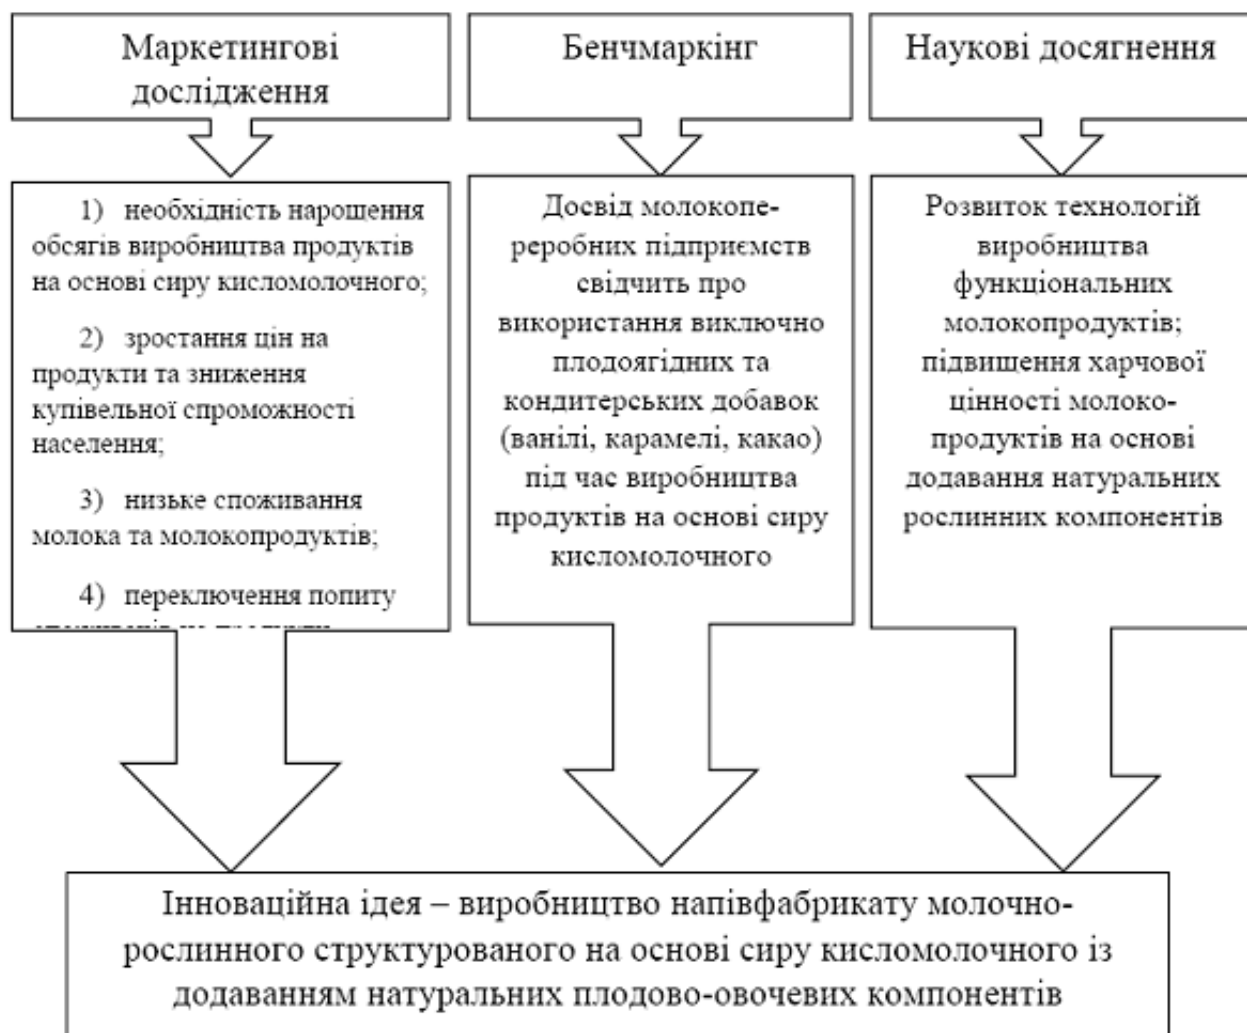 Маркетингові
дослідження
Бенчмаркінг
Наукові досягнення
1) необхідність нарошення
обсягів виробництва продуктів
на основі сиру кисломолочного;
2) зростання цін на
продукти та зниження
купівельної спроможності
населення;
3) низьке споживання
молока та молокопродуктів;
4) переключення попиту
Досвід молокопе-
реробних підприємств
свідчить про
використання виключно
плодоягідних та
кондитерських добавок
(ванілі, карамелі, какао)
під час виробництва
продуктів на основі сиру
кисломолочного
Розвиток технологій
виробництва
функціональних
молокопродуктів;
підвищення харчової
цінності молоко-
продуктів на основі
додавання натуральних
рослинних компонентів
Інноваційна ідея – виробництво напівфабрикату молочно-
рослинного структурованого на основі сиру кисломолочного із
додаванням натуральних плодово-овочевих компонентів